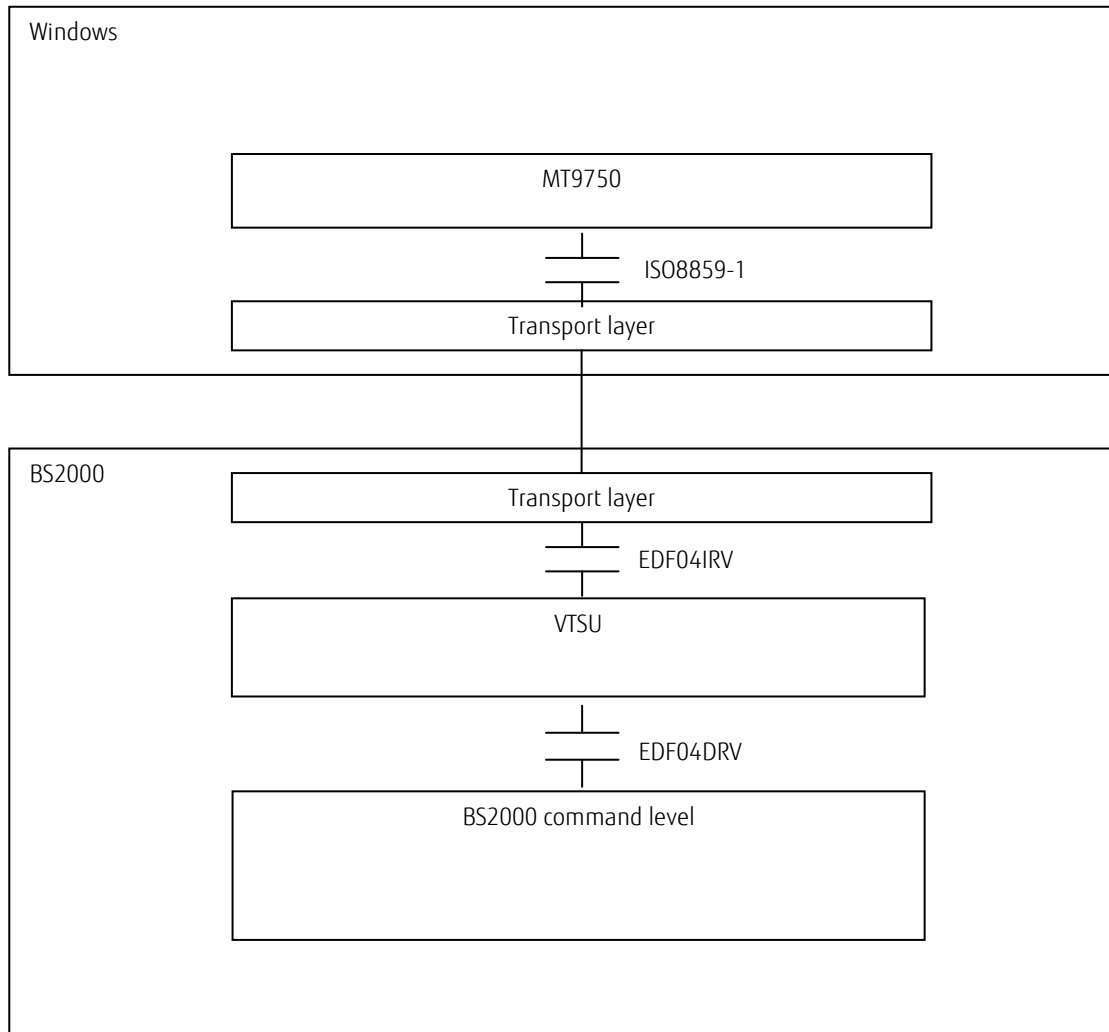 Windows
MT9750
ISO8859-1
Transport layer
BS2000
Transport layer
EDF04IRV
VTSU
EDF04DRV
BS2000 command level